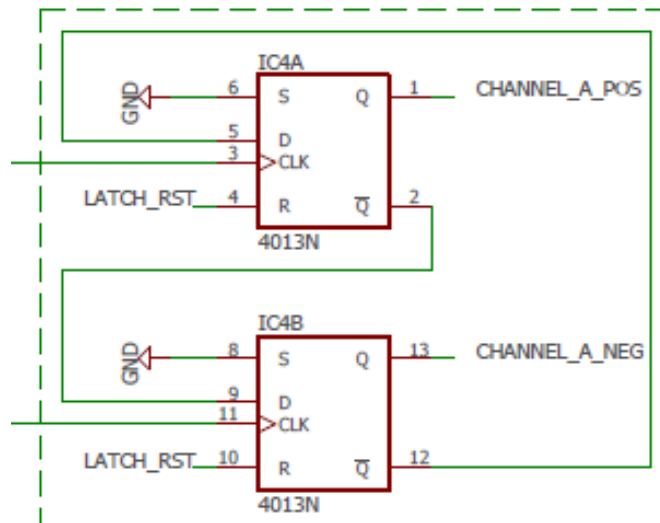 IC4A
GND
6 S Q 1 CHANNEL_A_POS
5 D
3 CLK
LATCH_RST 4 R Q 2
4013N
IC4B
GND
8 S Q 13 CHANNEL_A_NEG
9 D
11 CLK
LATCH_RST 10 R Q 12
4013N